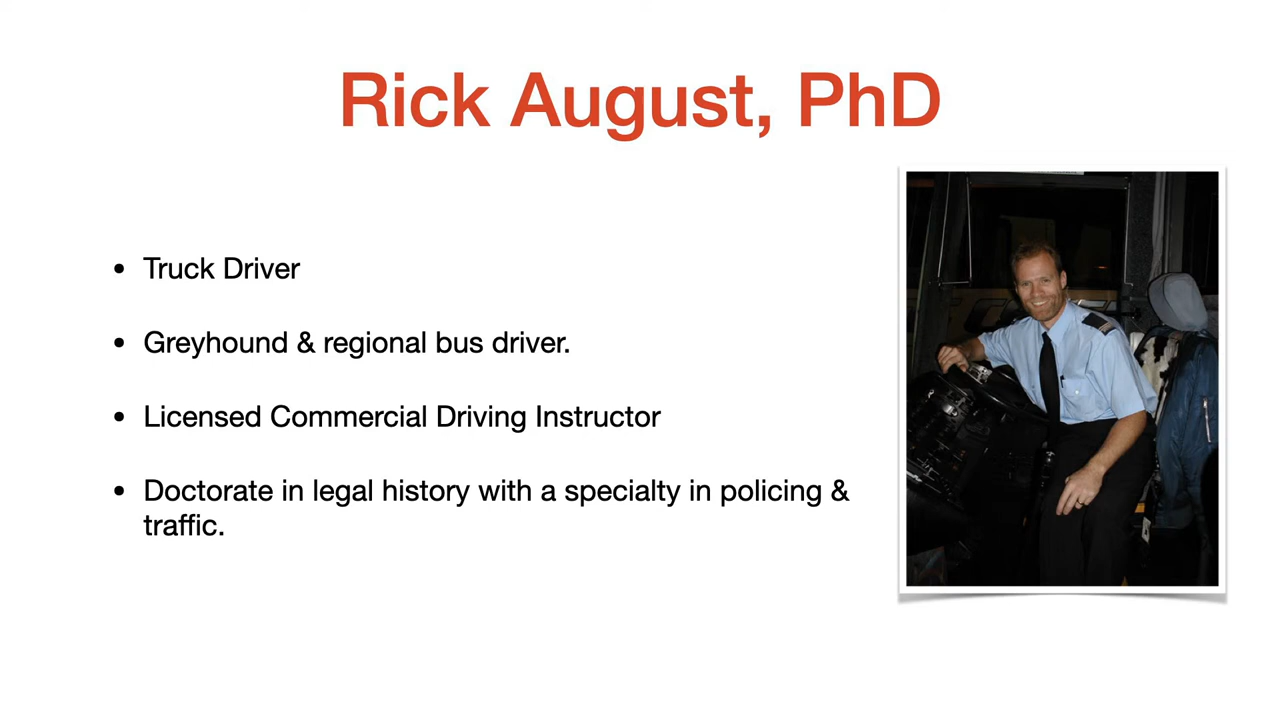 Rick August, PhD
• Truck Driver
• Greyhound & regional bus driver.
• Licensed Commercial Driving Instructor
• Doctorate in legal history with a specialty in policing &
traffic.